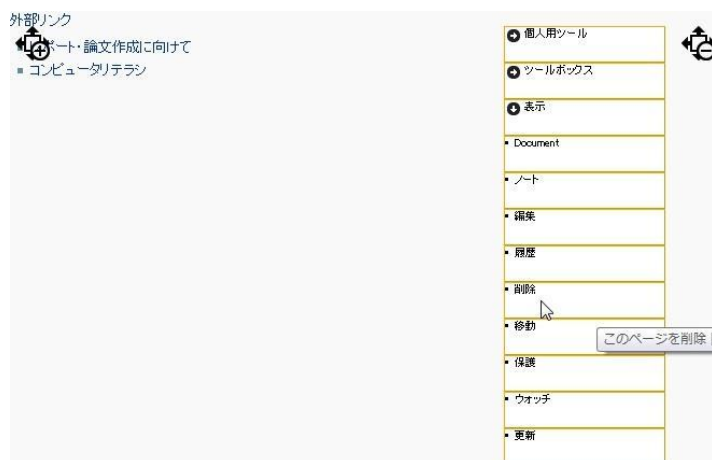 外部リンク
ポート・論文作成に向けて
コンピュータリテラシ
個人用ツール
ツールボックス
表示
Document
ノート
編集
履歴
削除
移動
このページを削除
保護
ウォッチ
更新